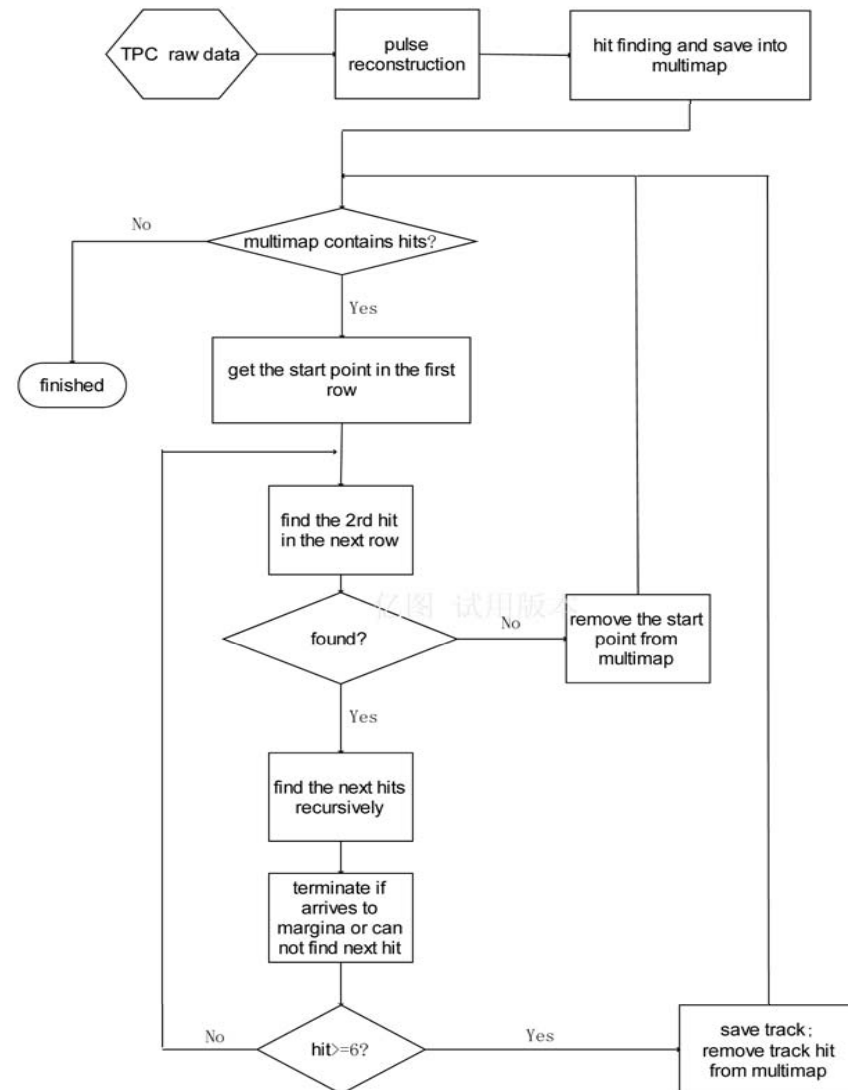 TPC raw data
pulse
reconstruction
hit finding and save into
multimap
No
multimap contains hits?
Yes
finished
get the start point in the first
row
find the 2rd hit
in the next row
亿图 试用版本
found?
No
remove the start
point from
multimap
Yes
find the next hits
recursively
terminate if
arrives to
margina or can
not find next hit
No
hit>=6?
Yes
save track;
remove track hit
from multimap